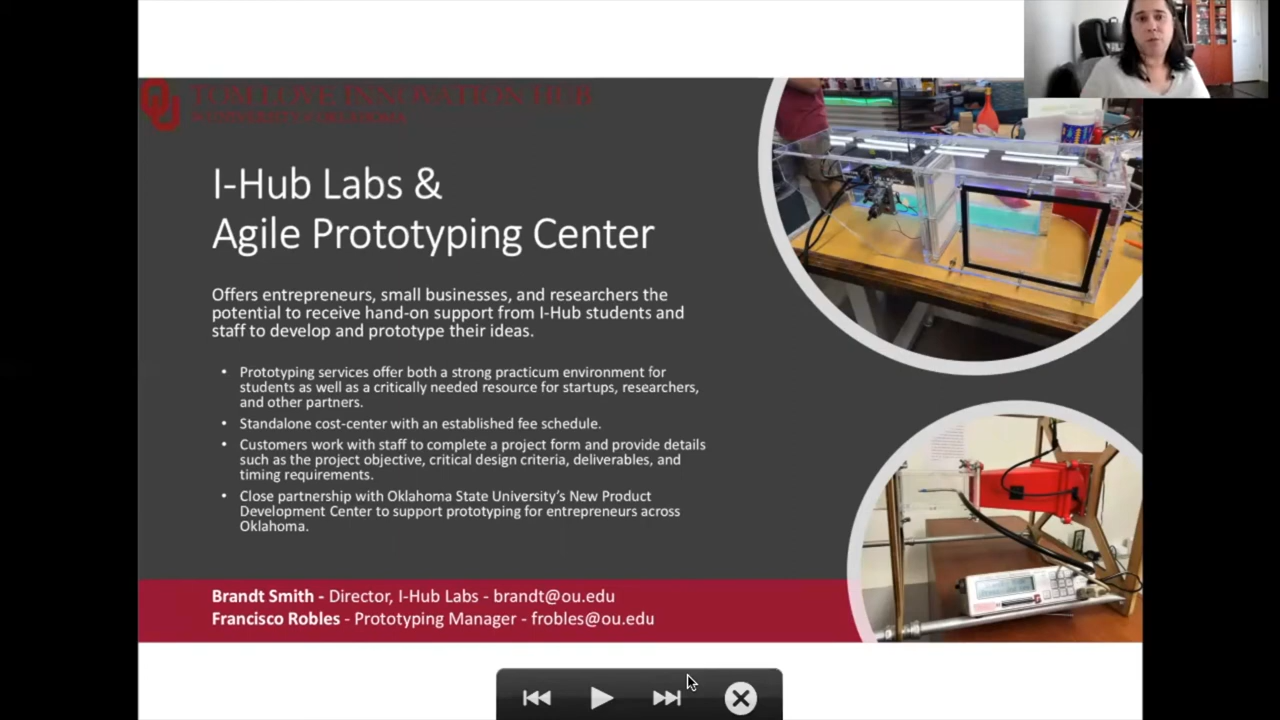 OU TOM LOVE INNOVATION HUB
UNIVERSITY OF OKLAHOMA
I-Hub Labs &
Agile Prototyping Center
Offers entrepreneurs, small businesses, and researchers the
potential to receive hand-on support from I-Hub students and
staff to develop and prototype their ideas.
• Prototyping services offer both a strong practicum environment for
students as well as a critically needed resource for startups, researchers,
and other partners.
• Standalone cost-center with an established fee schedule.
• Customers work with staff to complete a project form and provide details
such as the project objective, critical design criteria, deliverables, and
timing requirements.
• Close partnership with Oklahoma State University’s New Product
Development Center to support prototyping for entrepreneurs across
Oklahoma.
Brandt Smith - Director, I-Hub Labs - brandt@ou.edu
Francisco Robles - Prototyping Manager - frobles@ou.edu